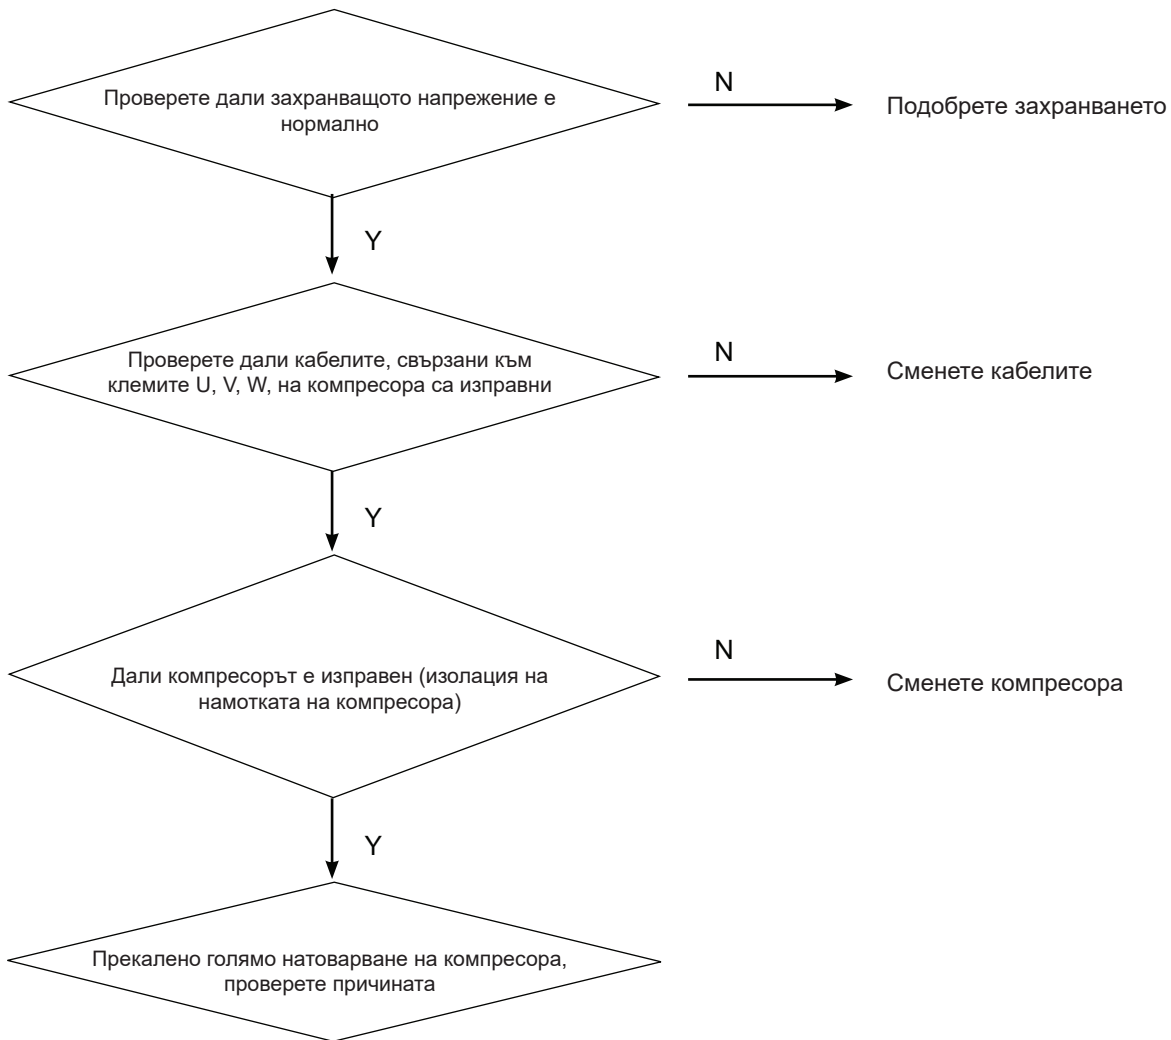 Проверете дали захранващото напрежение е
нормално
N
Подобрете захранването
Y
Проверете дали кабелите, свързани към
клемите U, V, W, на компресора са изправни
N
Сменете кабелите
Y
Дали компресорът е изправен (изолация на
намотката на компресора)
N
Сменете компресора
Y
Прекалено голямо натоварване на компресора,
проверете причината